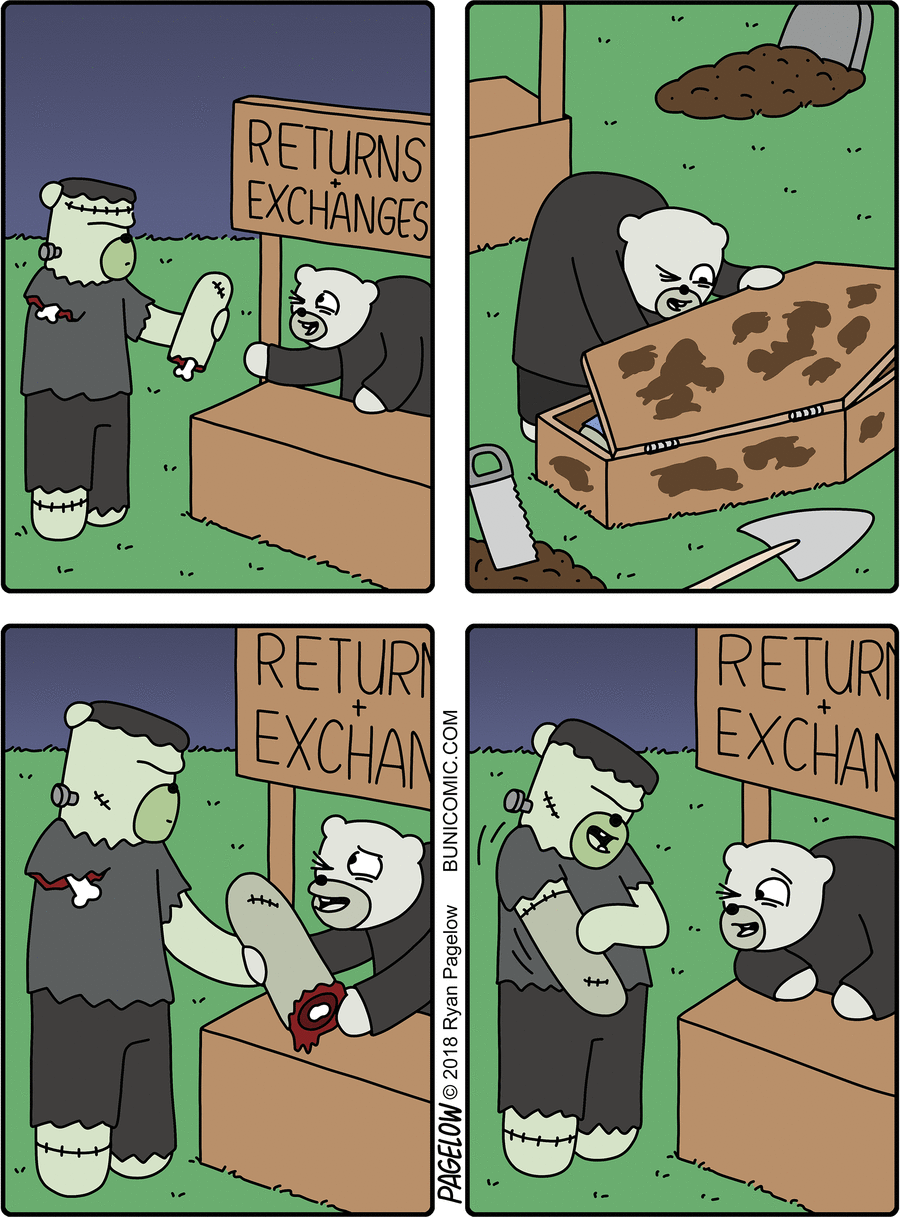 RETURNS
+
EXCHANGES
RETURN
+
EXCHAN
PAGELOW © 2018 Ryan Pagelow BUNICOMIC.COM
RETURN
+
EXCHAN